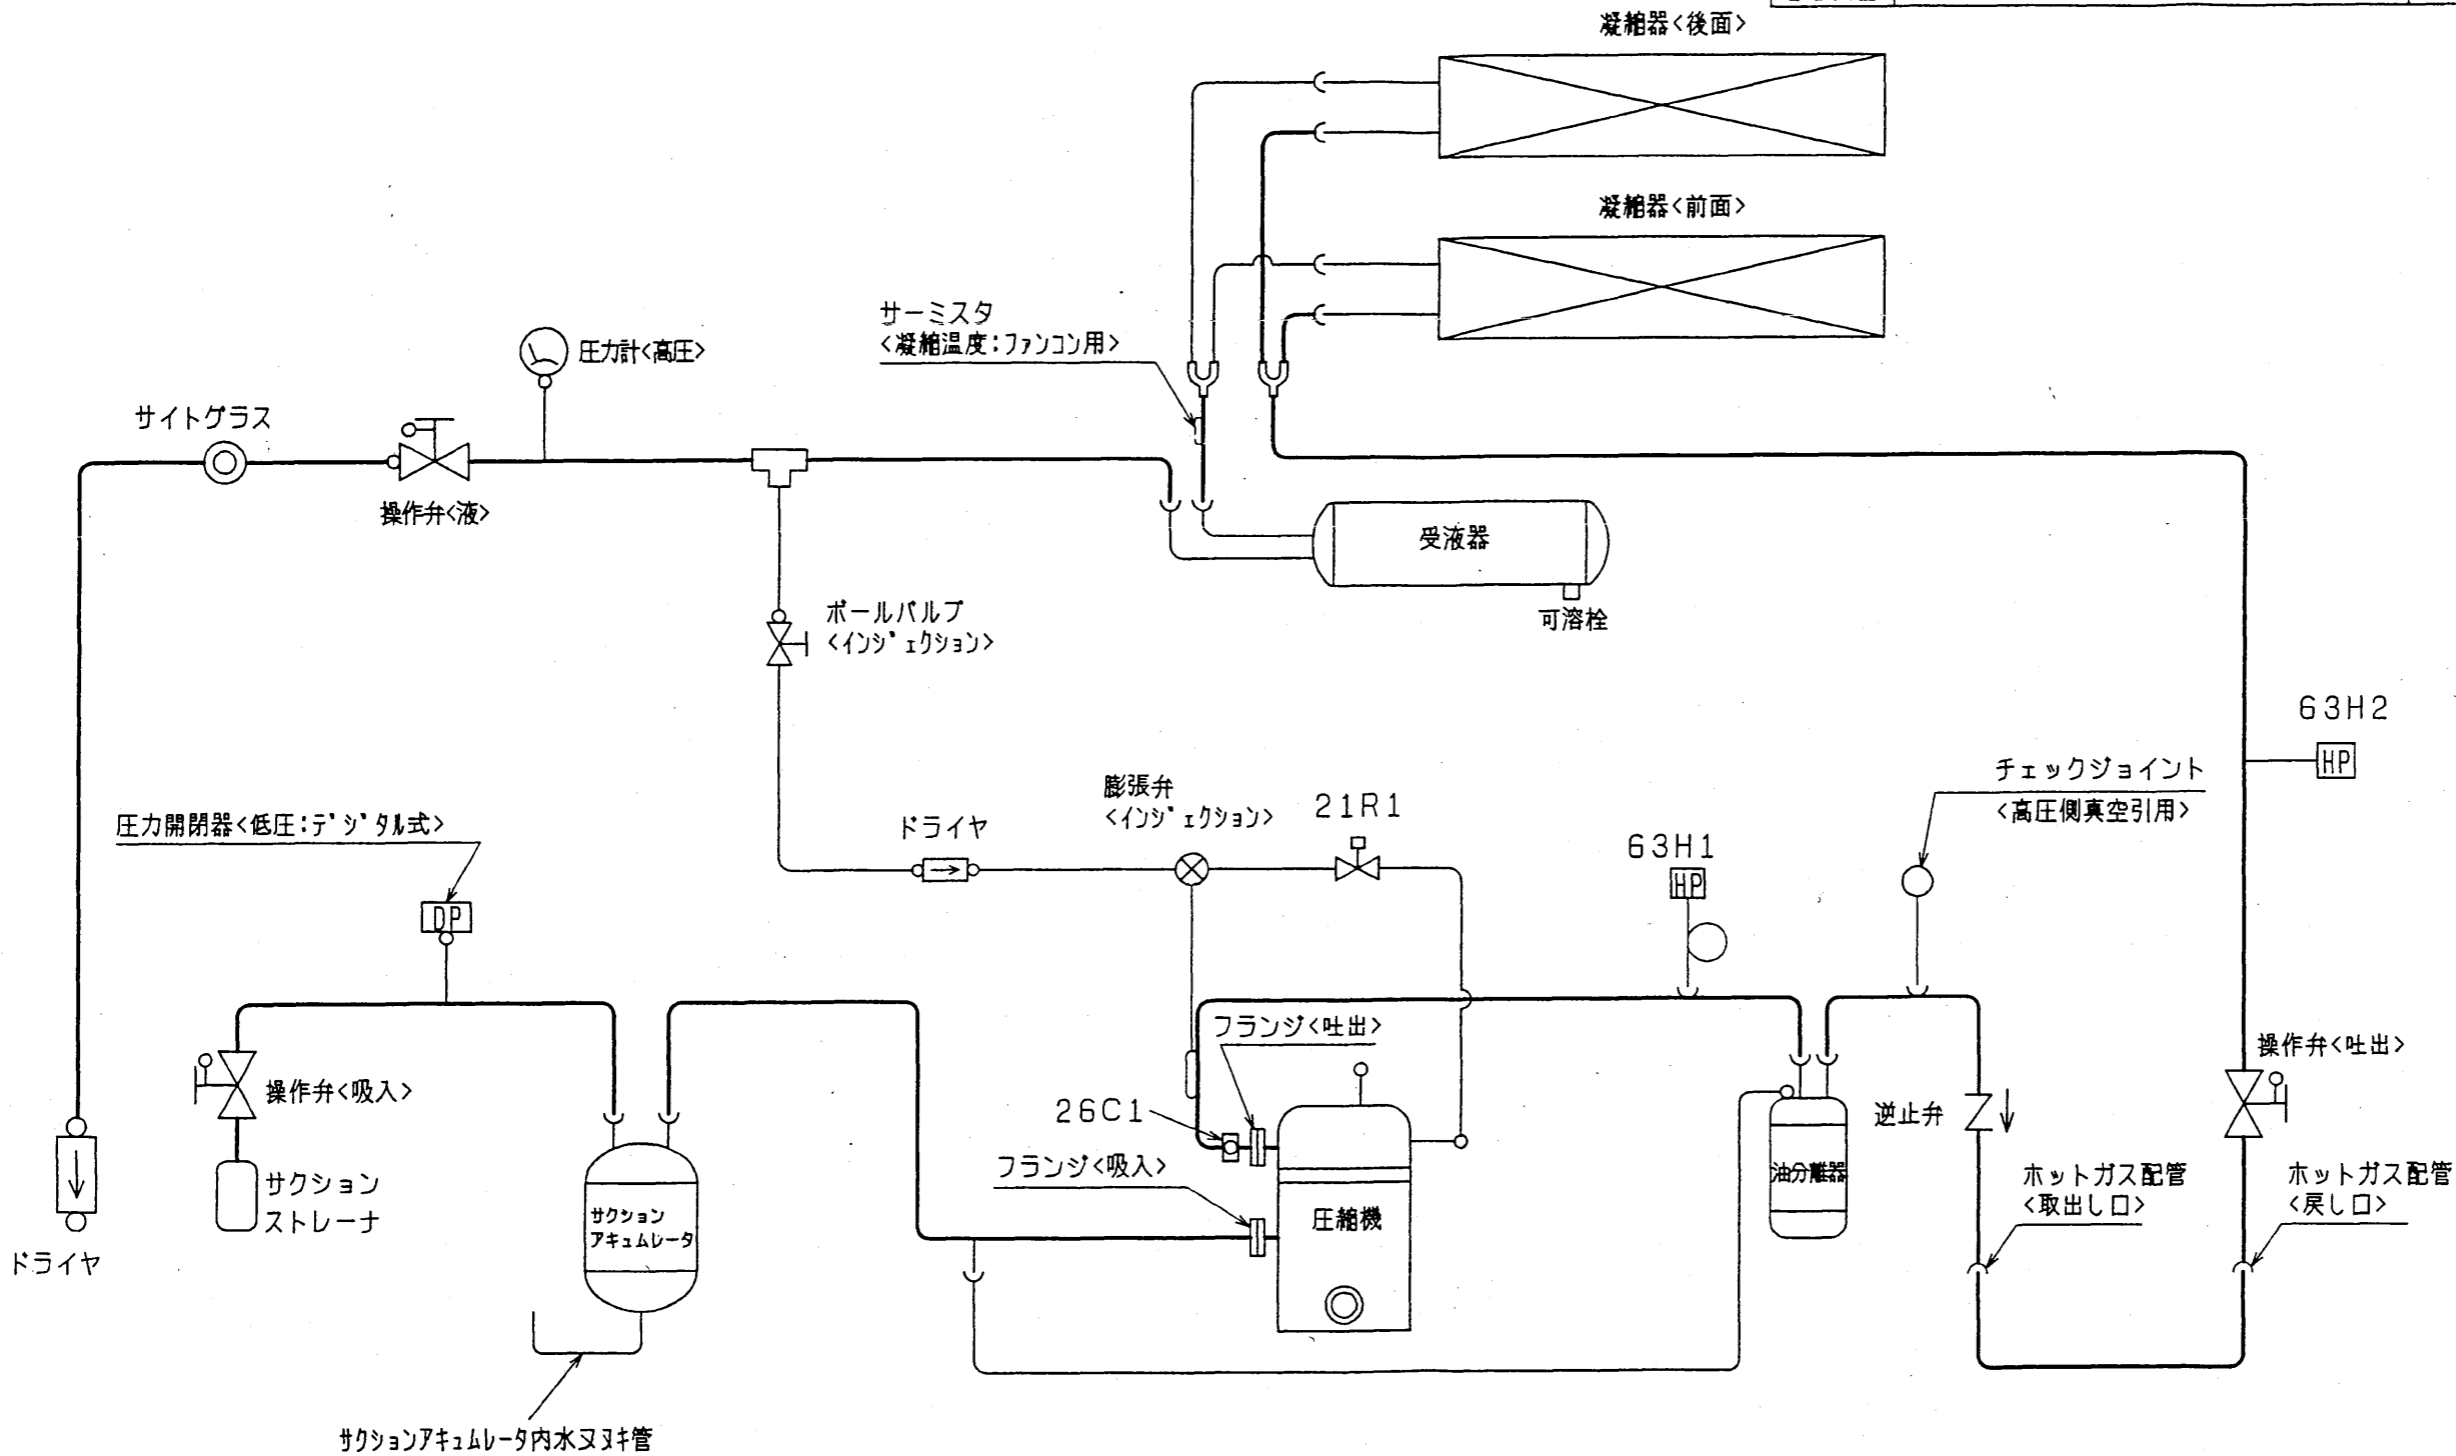 凝縮器<後面>
凝縮器<前面>
サーミスタ
<凝縮温度:ファンコン用>
圧力計<高圧>
サイトグラス
操作弁<液>
受液器
可溶栓
ボールバルブ
<インジェクション>
63H2
HP
チェックジョイント
<高圧側真空引用>
膨張弁
<インジェクション>
21R1
ドライヤ
63H1
HP
圧力開閉器<低圧:デジタル式>
DP
フランジ<吐出>
操作弁<吐出>
操作弁<吸入>
26C1
逆止弁
フランジ<吸入>
油分離器
ホットガス配管
<取出し口>
ホットガス配管
<戻し口>
サクション
ストレーナ
サクション
アキュムレータ
圧縮機
ドライヤ
サクションアキュムレータ内水ヌヌキ管